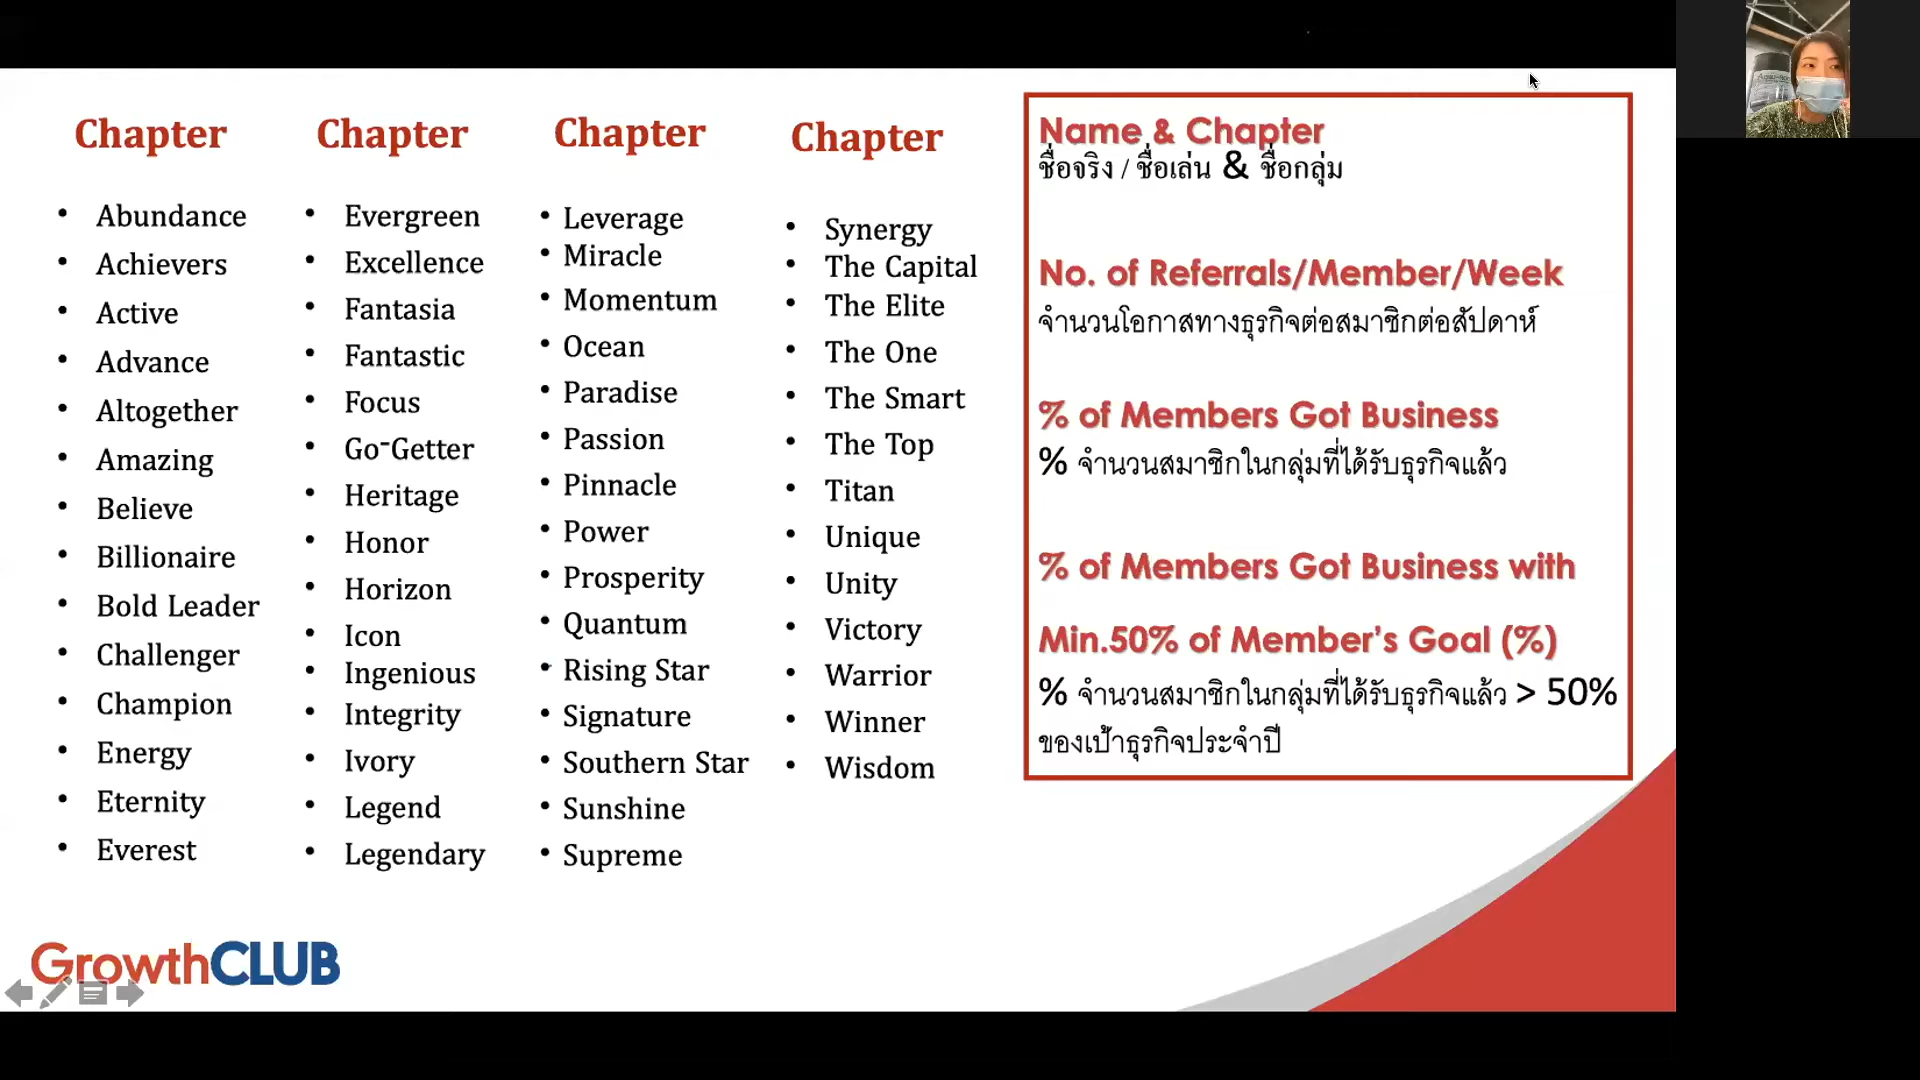 Chapter
Abundance
Achievers
Active
Advance
Altogether
Amazing
Believe
Billionaire
Bold Leader
Challenger
Champion
Energy
Eternity
Everest
Chapter
Evergreen
Excellence
Fantasia
Fantastic
Focus
Go-Getter
Heritage
Honor
Horizon
Icon
Ingenious
Integrity
Ivory
Legend
Legendary
Chapter
Leverage
Miracle
Momentum
Ocean
Paradise
Passion
Pinnacle
Power
Prosperity
Quantum
Rising Star
Signature
Southern Star
Sunshine
Supreme
Chapter
Synergy
The Capital
The Elite
The One
The Smart
The Top
Titan
Unique
Unity
Victory
Warrior
Winner
Wisdom
Name & Chapter
ชื่อจริง / ชื่อเล่น & ชื่อกลุ่ม
No. of Referrals/Member/Week
จำนวนโอกาสทางธุรกิจต่อสมาชิกต่อสัปดาห์
% of Members Got Business
% จำนวนสมาชิกในกลุ่มที่ได้รับธุรกิจแล้ว
% of Members Got Business with
Min.50% of Member’s Goal (%)
% จำนวนสมาชิกในกลุ่มที่ได้รับธุรกิจแล้ว > 50%
ของเป้าธุรกิจประจำปี
GrowthCLUB